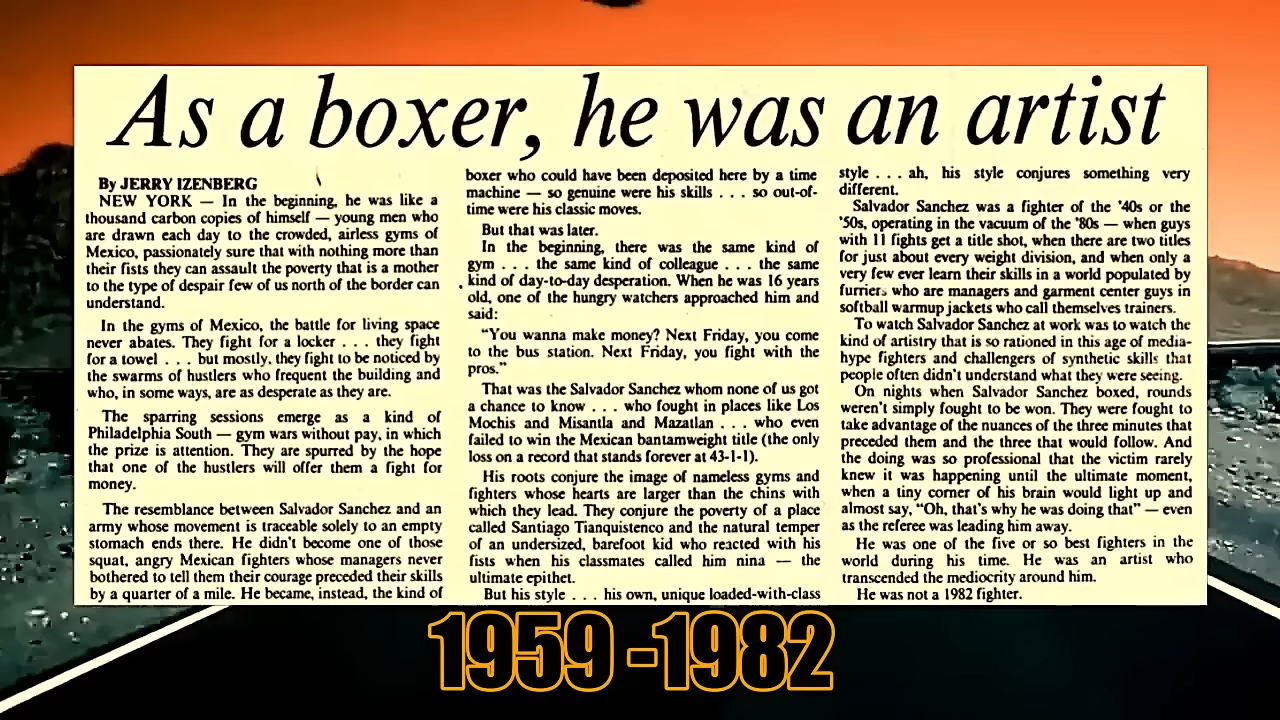 As a boxer, he was an artist
By JERRY IZENBERG
NEW YORK — In the beginning, he was like a
thousand carbon copies of himself — young men who
are drawn each day to the crowded, airless gyms of
Mexico, passionately sure that with nothing more than
their fists they can assault the poverty that is a mother
to the type of despair few of us north of the border can
understand.
In the gyms of Mexico, the battle for living space
never abates. They fight for a locker . . . they fight
for a towel . . . but mostly, they fight to be noticed by
the swarms of hustlers who frequent the building and
who, in some ways, are as desperate as they are.
The sparring sessions emerge as a kind of
Philadelphia South — gym wars without pay, in which
the prize is attention. They are spurred by the hope
that one of the hustlers will offer them a fight for
money.
The resemblance between Salvador Sanchez and an
army whose movement is traceable solely to an empty
stomach ends there. He didn't become one of those
squat, angry Mexican fighters whose managers never
bothered to tell them their courage preceded their skills
by a quarter of a mile. He became, instead, the kind of
boxer who could have been deposited here by a time
machine — so genuine were his skills . . . so out-of-
time were his classic moves.
But that was later.
In the beginning, there was the same kind of
gym . . . the same kind of colleague . . . the same
kind of day-to-day desperation. When he was 16 years
old, one of the hungry watchers approached him and
said:
“You wanna make money? Next Friday, you come
to the bus station. Next Friday, you fight with the
pros.”
That was the Salvador Sanchez whom none of us got
a chance to know . . . who fought in places like Los
Mochis and Misantla and Mazatlan . . . who even
failed to win the Mexican bantamweight title (the only
loss on a record that stands forever at 43-1-1).
His roots conjure the image of nameless gyms and
fighters whose hearts are larger than the chins with
which they lead. They conjure the poverty of a place
called Santiago Tianquistenco and the natural temper
of an undersized, barefoot kid who reacted with his
fists when his classmates called him nina — the
ultimate epithet.
But his style . . . his own, unique loaded-with-class
style . . . ah, his style conjures something very
different.
Salvador Sanchez was a fighter of the '40s or the
'50s, operating in the vacuum of the '80s — when guys
with 11 fights get a title shot, when there are two titles
for just about every weight division, and when only a
very few ever learn their skills in a world populated by
furriers who are managers and garment center guys in
softball warmup jackets who call themselves trainers.
To watch Salvador Sanchez at work was to watch the
kind of artistry that is so rationed in this age of media-
hype fighters and challengers of synthetic skills that
people often didn't understand what they were seeing.
On nights when Salvador Sanchez boxed, rounds
weren't simply fought to be won. They were fought to
take advantage of the nuances of the three minutes that
preceded them and the three that would follow. And
the doing was so professional that the victim rarely
knew it was happening until the ultimate moment,
when a tiny corner of his brain would light up and
almost say, “Oh, that's why he was doing that” — even
as the referee was leading him away.
He was one of the five or so best fighters in the
world during his time. He was an artist who
transcended the mediocrity around him.
He was not a 1982 fighter.
1959 -1982